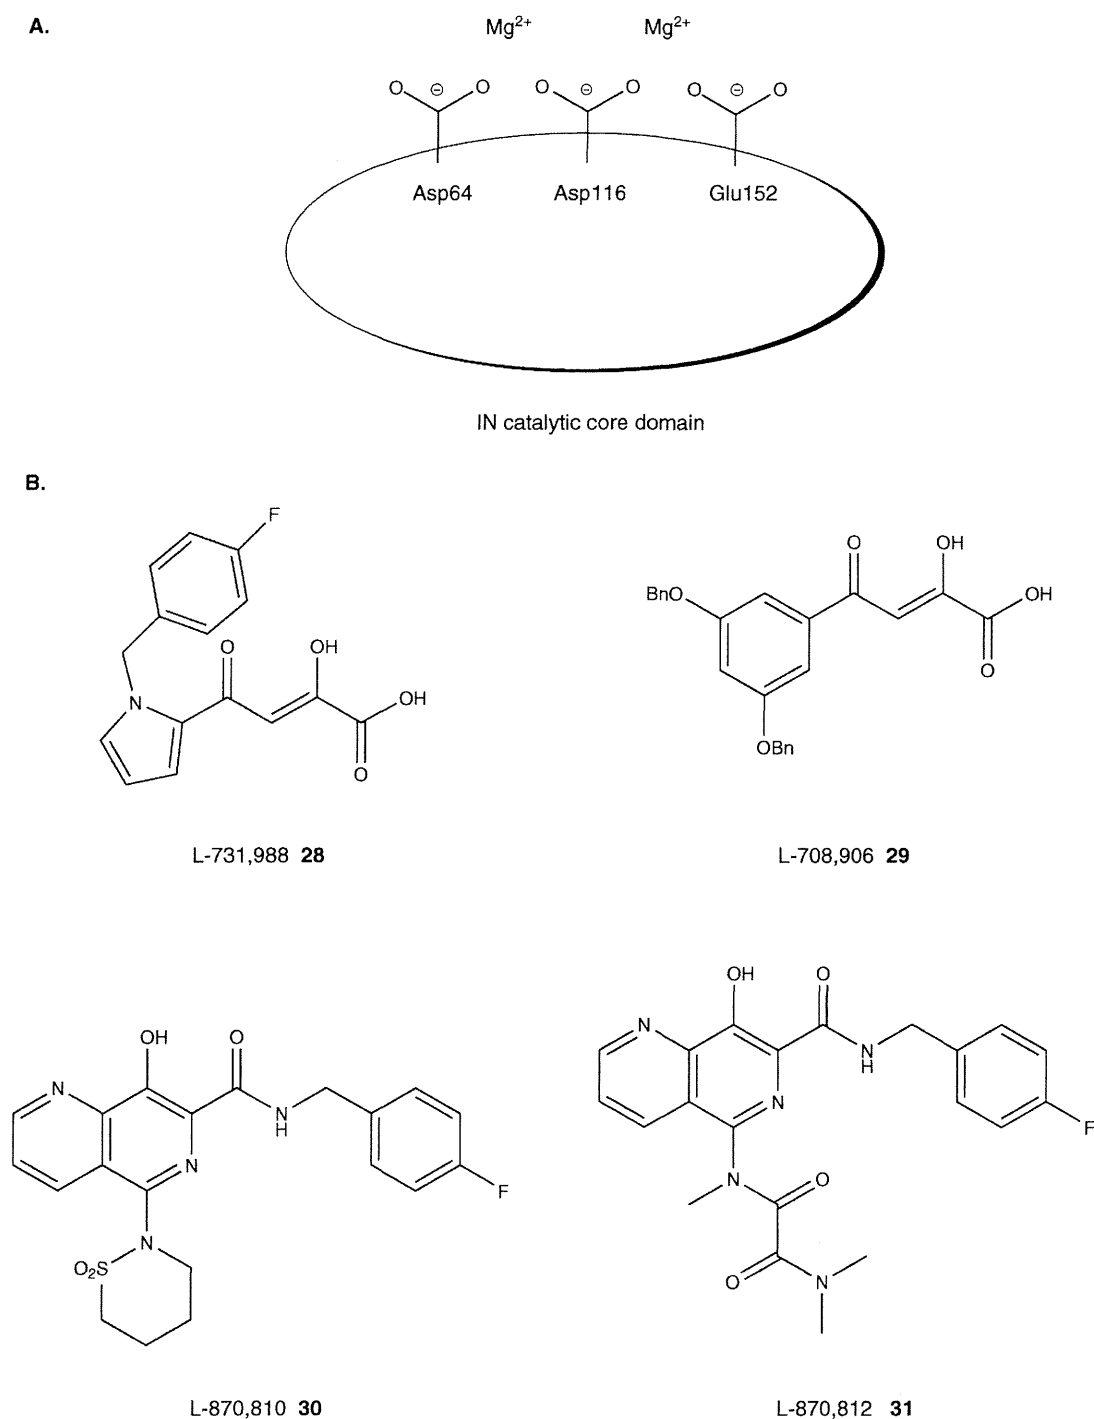 A.
Mg2+ Mg2+
O ⊖ O O ⊖ O O ⊖ O
Asp64 Asp116 Glu152
IN catalytic core domain
B.
F
O OH
OH
N
O
L-731,988 28
O OH
BnO OH
O
OBn
L-708,906 29
OH O
N
N
H
N
F
N
O2S
L-870,810 30
OH O
N
N
H
N
F
N O
O N
L-870,812 31